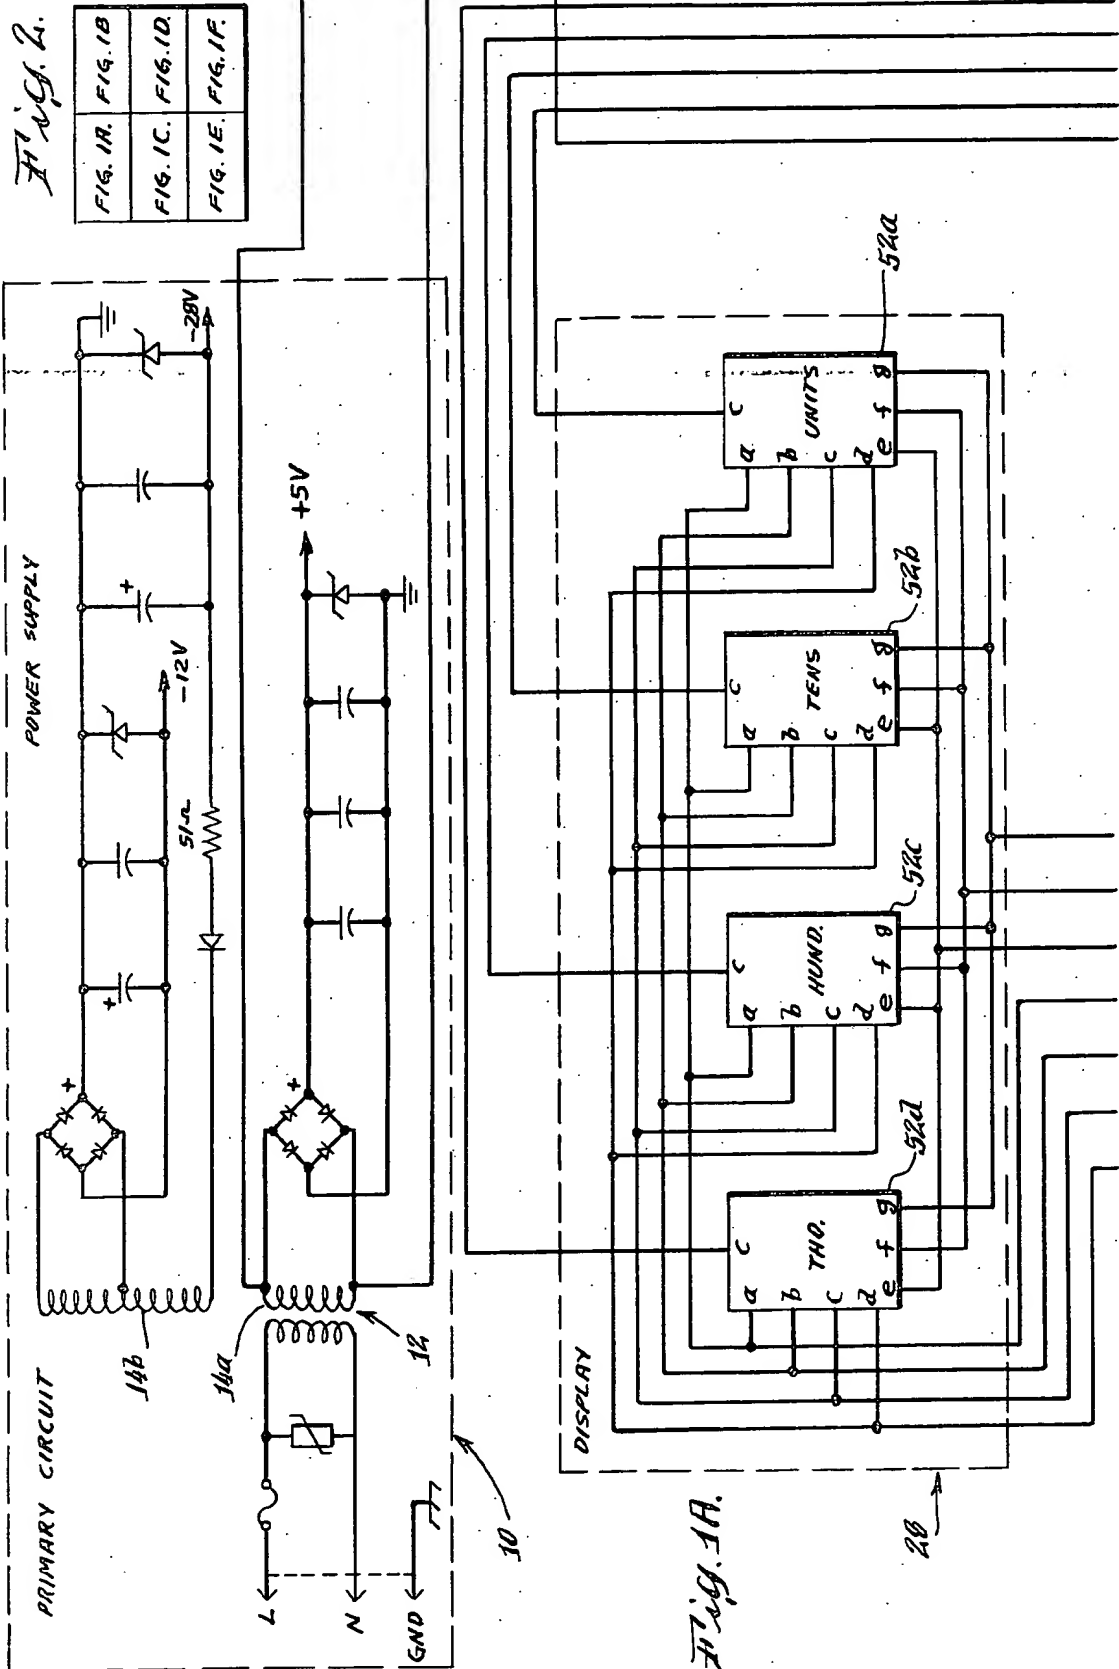 Fig. 2.
FIG. 1A. FIG. 1B
FIG. 1C. FIG. 1D.
FIG. 1E. FIG. 1F.
PRIMARY CIRCUIT
POWER SUPPLY
+
+
-12V
+
51Ω
-28V
14b
14a
12
+
+5V
L
N
GND
10
DISPLAY
c
THO.
a
b
c
d
e
f
g
52d
c
HUND.
a
b
c
d
e
f
g
52c
c
TENS
a
b
c
d
e
f
g
52b
c
UNITS
a
b
c
d
e
f
g
52a
28
Fig. 1A.